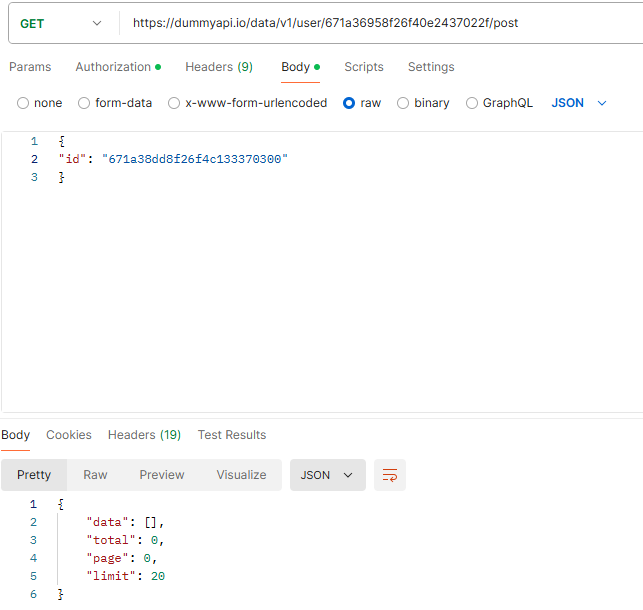 GET https://dummyapi.io/data/v1/user/671a36958f26f40e2437022f/post
Params Authorization Headers (9) Body Scripts Settings
none form-data x-www-form-urlencoded raw binary GraphQL JSON
1 {
2 "id": "671a38dd8f26f4c133370300"
3 }
Body Cookies Headers (19) Test Results
Pretty Raw Preview Visualize JSON
1 {
2 "data": [],
3 "total": 0,
4 "page": 0,
5 "limit": 20
6 }